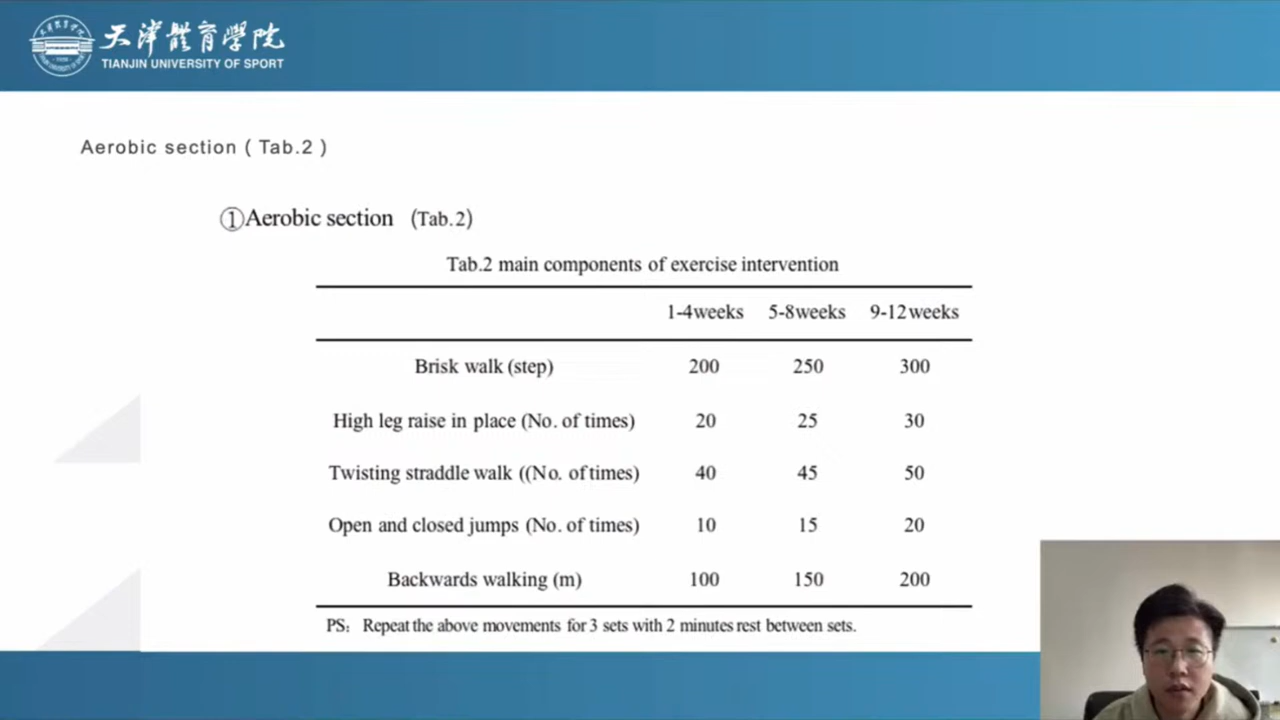 天津體育學院
TIANJIN UNIVERSITY OF SPORT
Aerobic section ( Tab.2 )
①Aerobic section (Tab.2)
Tab.2 main components of exercise intervention
1-4weeks 5-8weeks 9-12weeks
Brisk walk (step) 200 250 300
High leg raise in place (No. of times) 20 25 30
Twisting straddle walk ((No. of times) 40 45 50
Open and closed jumps (No. of times) 10 15 20
Backwards walking (m) 100 150 200
PS: Repeat the above movements for 3 sets with 2 minutes rest between sets.